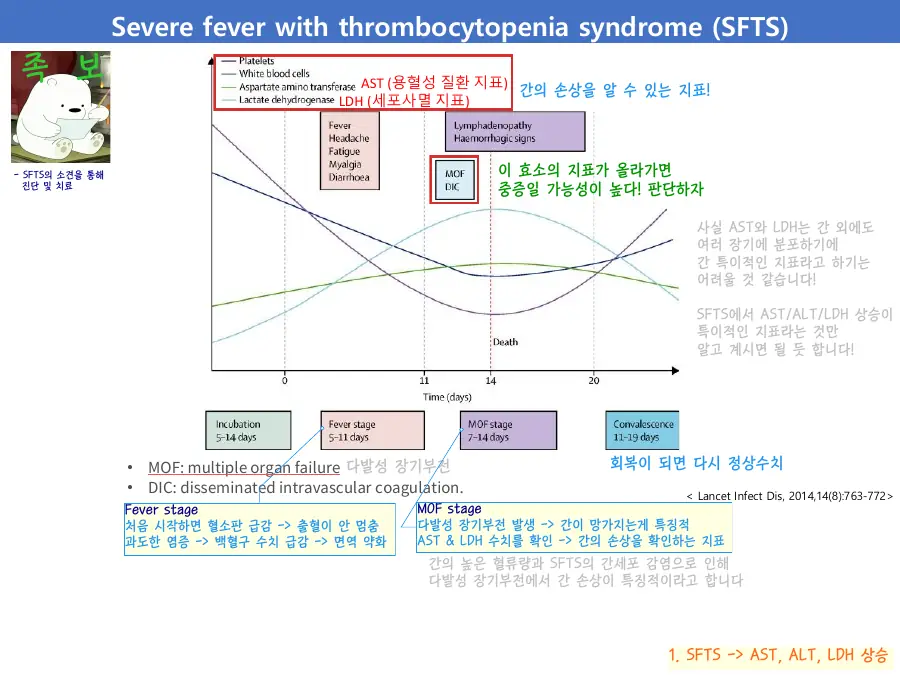 Severe fever with thrombocytopenia syndrome (SFTS)
족 보
- SFTS의 소견을 통해
진단 및 치료
Platelets
White blood cells
Aspartate amino transferase AST (용혈성 질환 지표)
Lactate dehydrogenase LDH (세포사멸 지표)
간의 손상을 알 수 있는 지표!
Fever
Headache
Fatigue
Myalgia
Diarrhoea
Lymphadenopathy
Haemorrhagic signs
MOF
DIC
이 효소의 지표가 올라가면
중증일 가능성이 높다! 판단하자
사실 AST와 LDH는 간 외에도
여러 장기에 분포하기에
간 특이적인 지표라고 하기는
어려울 것 같습니다!
SFTS에서 AST/ALT/LDH 상승이
특이적인 지표라는 것만
알고 계시면 될 듯 합니다!
Death
0 11 14 20
Time (days)
Incubation
5–14 days
Fever stage
5–11 days
MOF stage
7–14 days
Convalescence
11–19 days
회복이 되면 다시 정상수치
• MOF: multiple organ failure 다발성 장기부전
• DIC: disseminated intravascular coagulation.
< Lancet Infect Dis, 2014,14(8):763-772>
Fever stage
처음 시작하면 혈소판 급감 -> 출혈이 안 멈춤
과도한 염증 -> 백혈구 수치 급감 -> 면역 약화
MOF stage
다발성 장기부전 발생 -> 간이 망가지는게 특징적
AST & LDH 수치를 확인 -> 간의 손상을 확인하는 지표
간의 높은 혈류량과 SFTS의 간세포 감염으로 인해
다발성 장기부전에서 간 손상이 특징적이라고 합니다
1. SFTS -> AST, ALT, LDH 상승